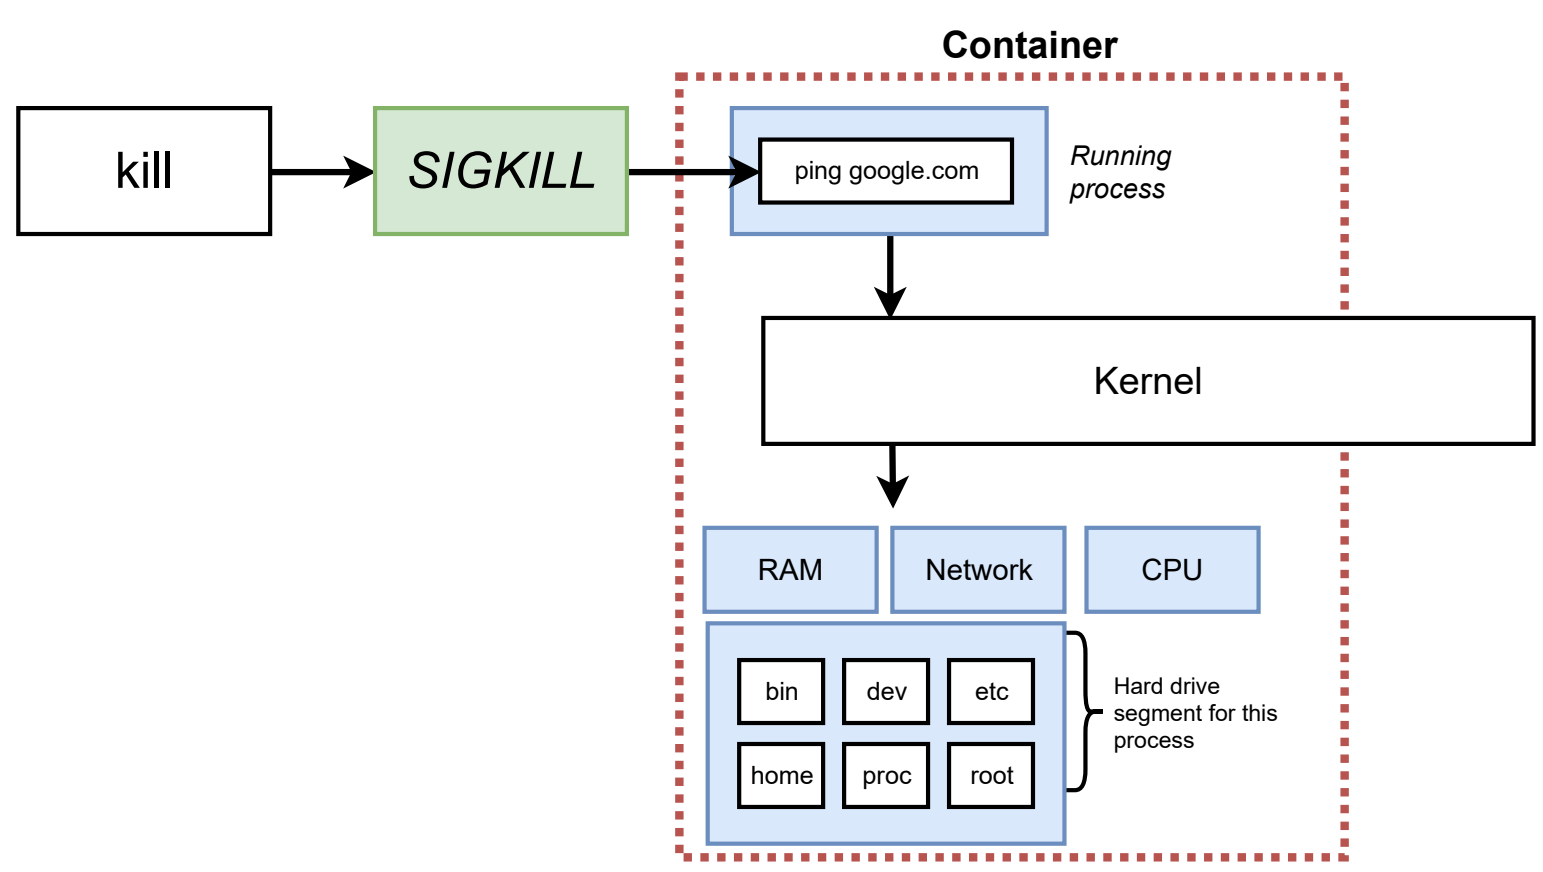 Container
kill
SIGKILL
ping google.com
Running
process
Kernel
RAM
Network
CPU
bin
dev
etc
home
proc
root
Hard drive
segment for this
process